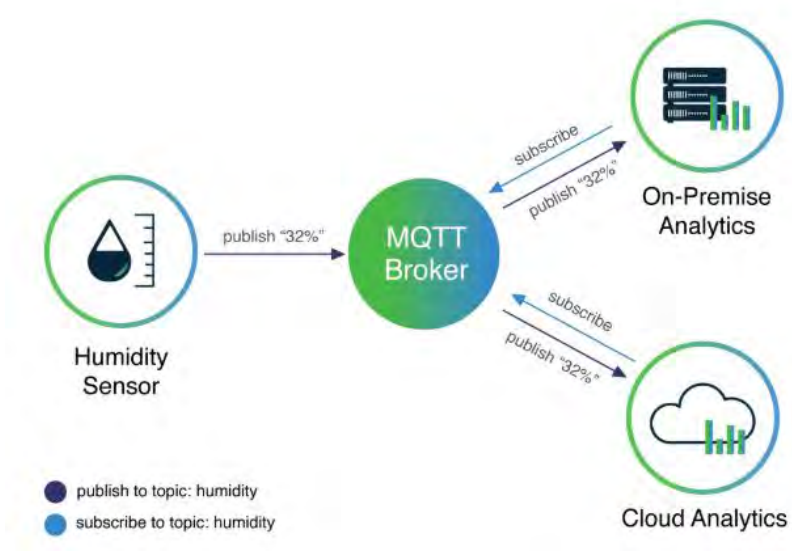 subscribe
publish "32%"
On-Premise
Analytics
publish "32%"
MQTT
Broker
Humidity
Sensor
subscribe
publish "32%"
Cloud Analytics
publish to topic: humidity
subscribe to topic: humidity